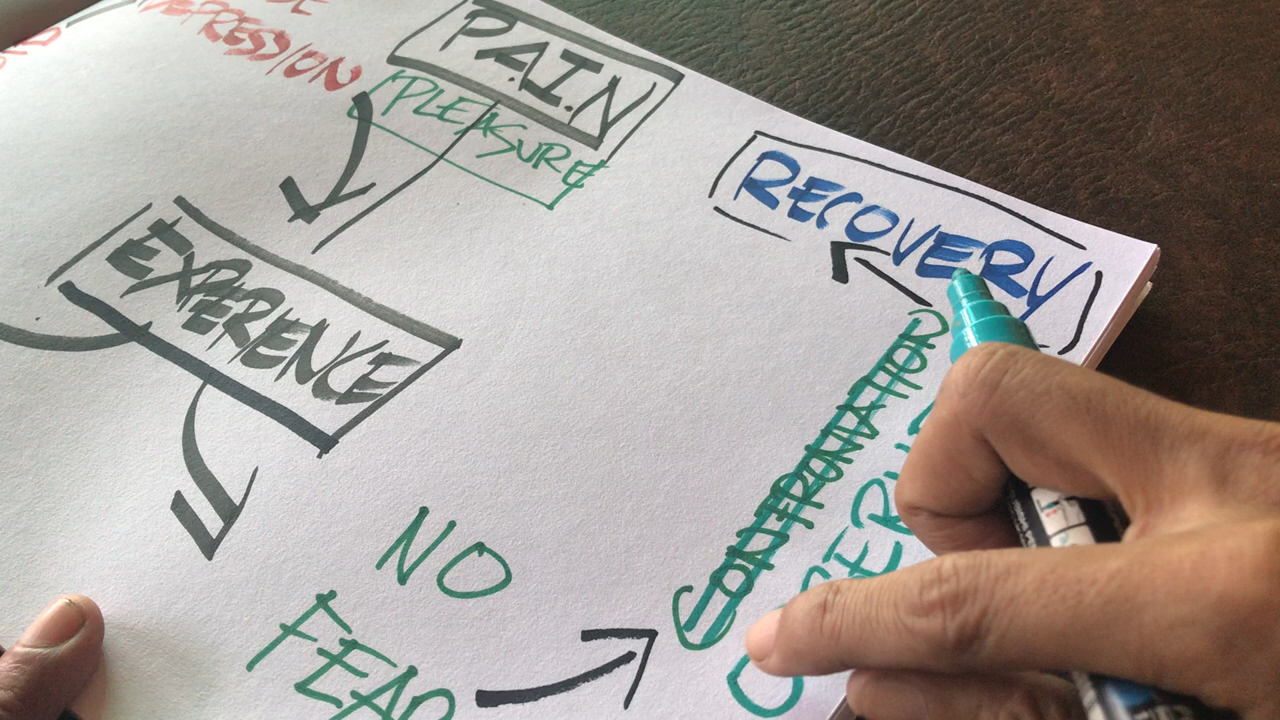 DEPRESSION
P.A.I.N
PLEASURE
RECOVERY
EXPERIENCE
CONFRONTATION
NO
FEAR